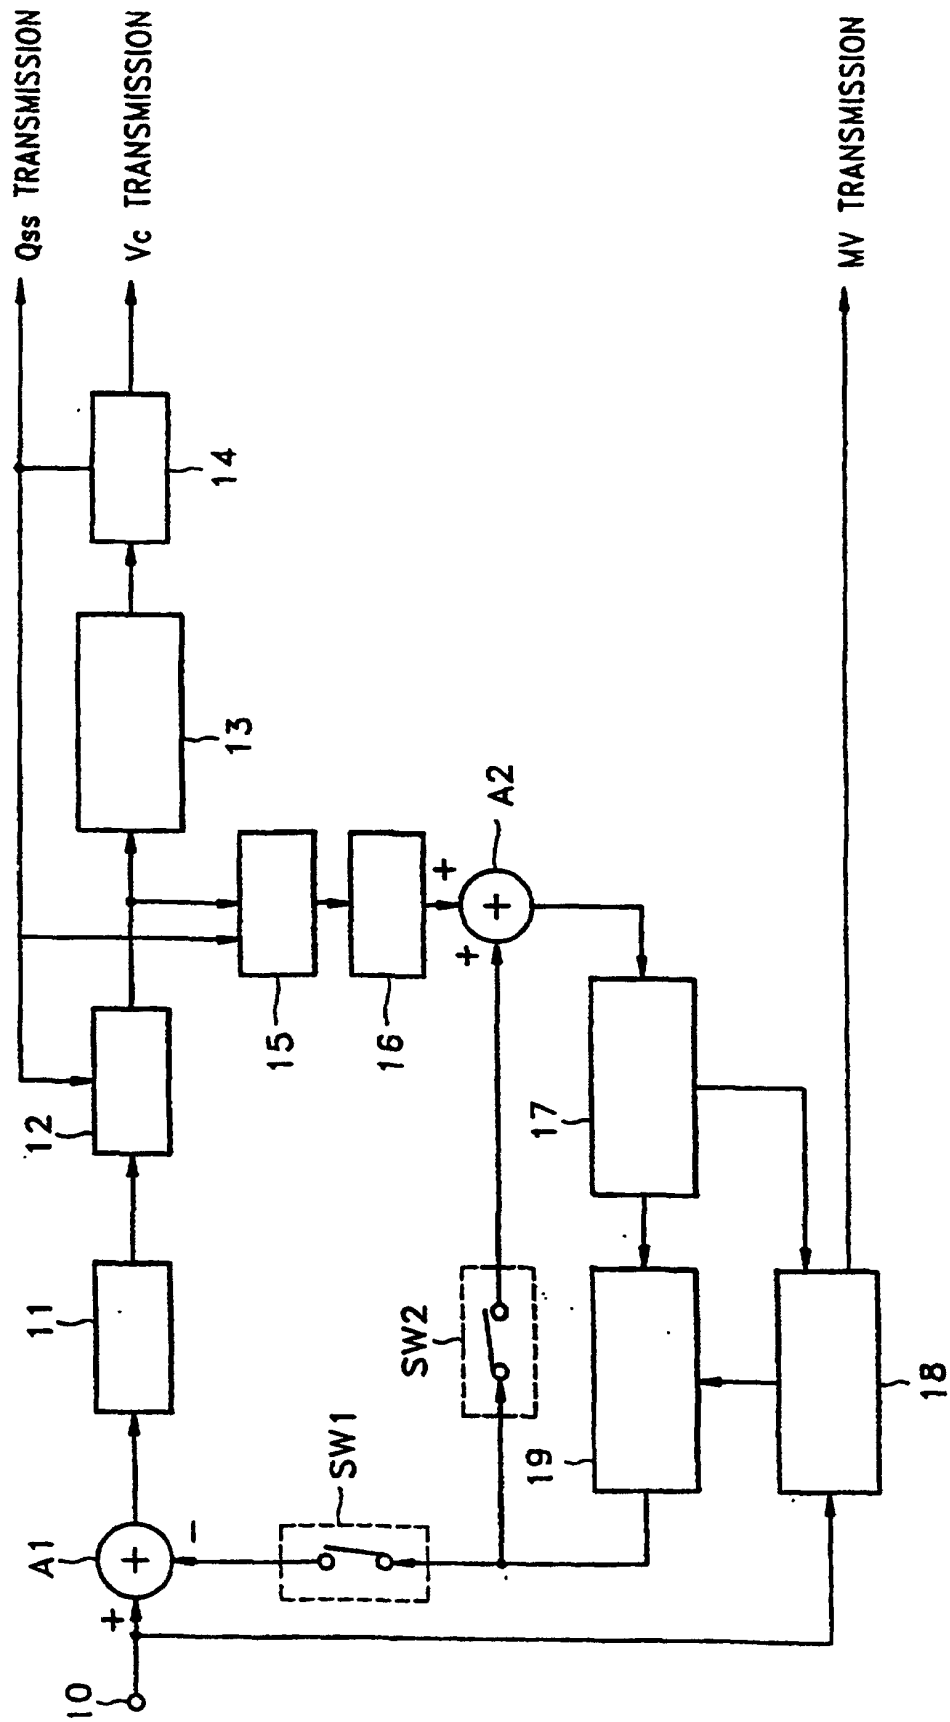 Qss TRANSMISSION
Vc TRANSMISSION
MV TRANSMISSION
10
+
A1
+
−
11
12
13
14
15
16
+
+
A2
+
SW1
SW2
17
19
18